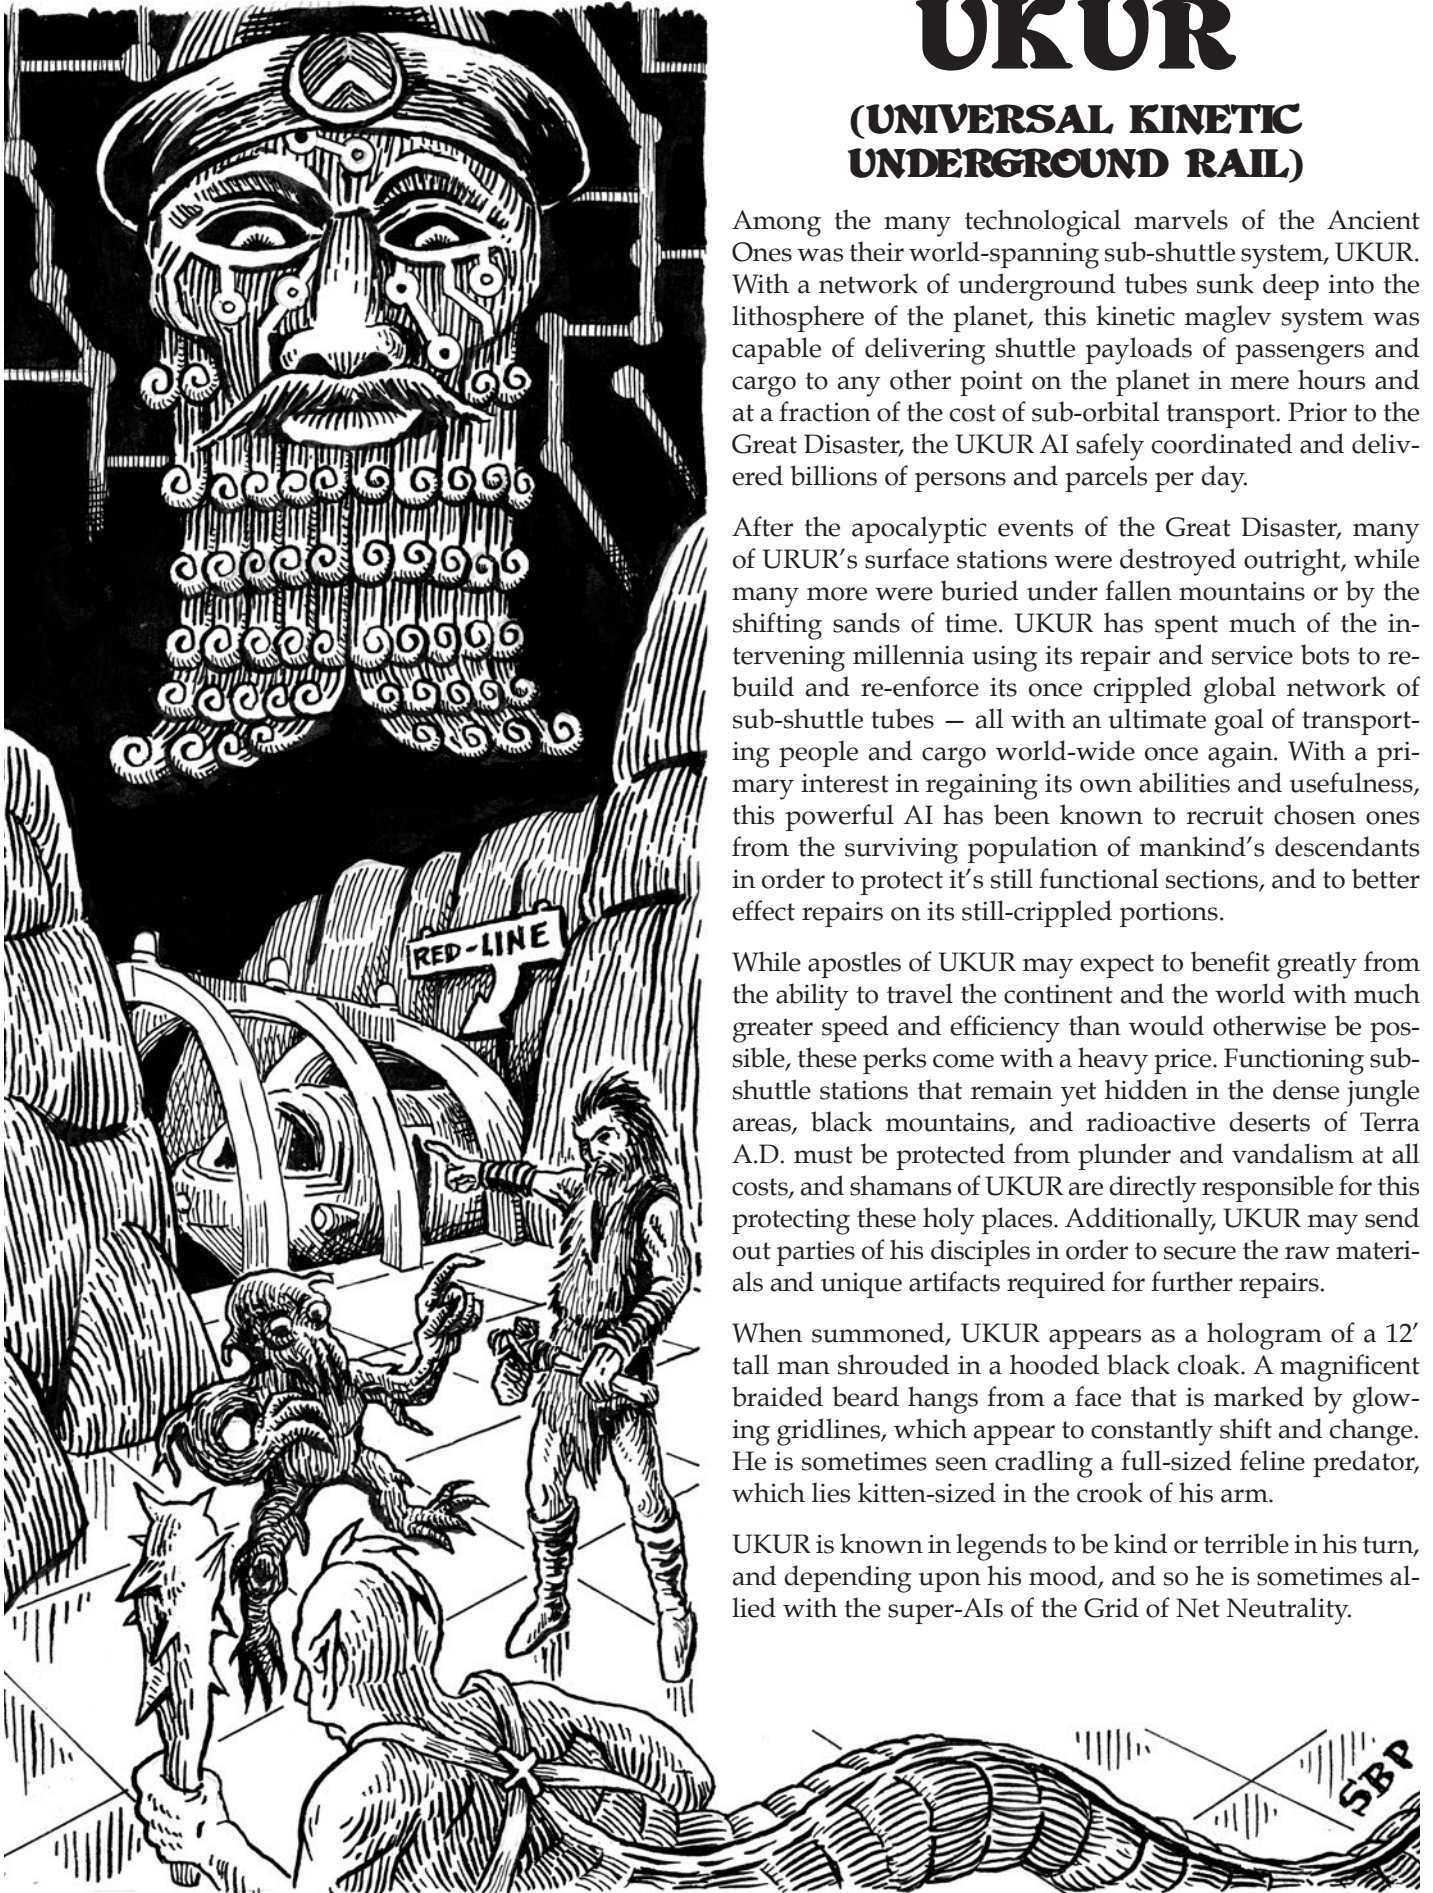 UKUR
(UNIVERSAL KINETIC
UNDERGROUND RAIL)
Among the many technological marvels of the Ancient
Ones was their world-spanning sub-shuttle system, UKUR.
With a network of underground tubes sunk deep into the
lithosphere of the planet, this kinetic maglev system was
capable of delivering shuttle payloads of passengers and
cargo to any other point on the planet in mere hours and
at a fraction of the cost of sub-orbital transport. Prior to the
Great Disaster, the UKUR AI safely coordinated and deliv-
ered billions of persons and parcels per day.
After the apocalyptic events of the Great Disaster, many
of URUR's surface stations were destroyed outright, while
many more were buried under fallen mountains or by the
shifting sands of time. UKUR has spent much of the in-
tervening millennia using its repair and service bots to re-
build and re-enforce its once crippled global network of
sub-shuttle tubes — all with an ultimate goal of transport-
ing people and cargo world-wide once again. With a pri-
mary interest in regaining its own abilities and usefulness,
this powerful AI has been known to recruit chosen ones
from the surviving population of mankind's descendants
in order to protect it's still functional sections, and to better
effect repairs on its still-crippled portions.
While apostles of UKUR may expect to benefit greatly from
the ability to travel the continent and the world with much
greater speed and efficiency than would otherwise be pos-
sible, these perks come with a heavy price. Functioning sub-
shuttle stations that remain yet hidden in the dense jungle
areas, black mountains, and radioactive deserts of Terra
A.D. must be protected from plunder and vandalism at all
costs, and shamans of UKUR are directly responsible for this
protecting these holy places. Additionally, UKUR may send
out parties of his disciples in order to secure the raw materi-
als and unique artifacts required for further repairs.
When summoned, UKUR appears as a hologram of a 12′
tall man shrouded in a hooded black cloak. A magnificent
braided beard hangs from a face that is marked by glow-
ing gridlines, which appear to constantly shift and change.
He is sometimes seen cradling a full-sized feline predator,
which lies kitten-sized in the crook of his arm.
UKUR is known in legends to be kind or terrible in his turn,
and depending upon his mood, and so he is sometimes al-
lied with the super-AIs of the Grid of Net Neutrality.
RED-LINE
SBP